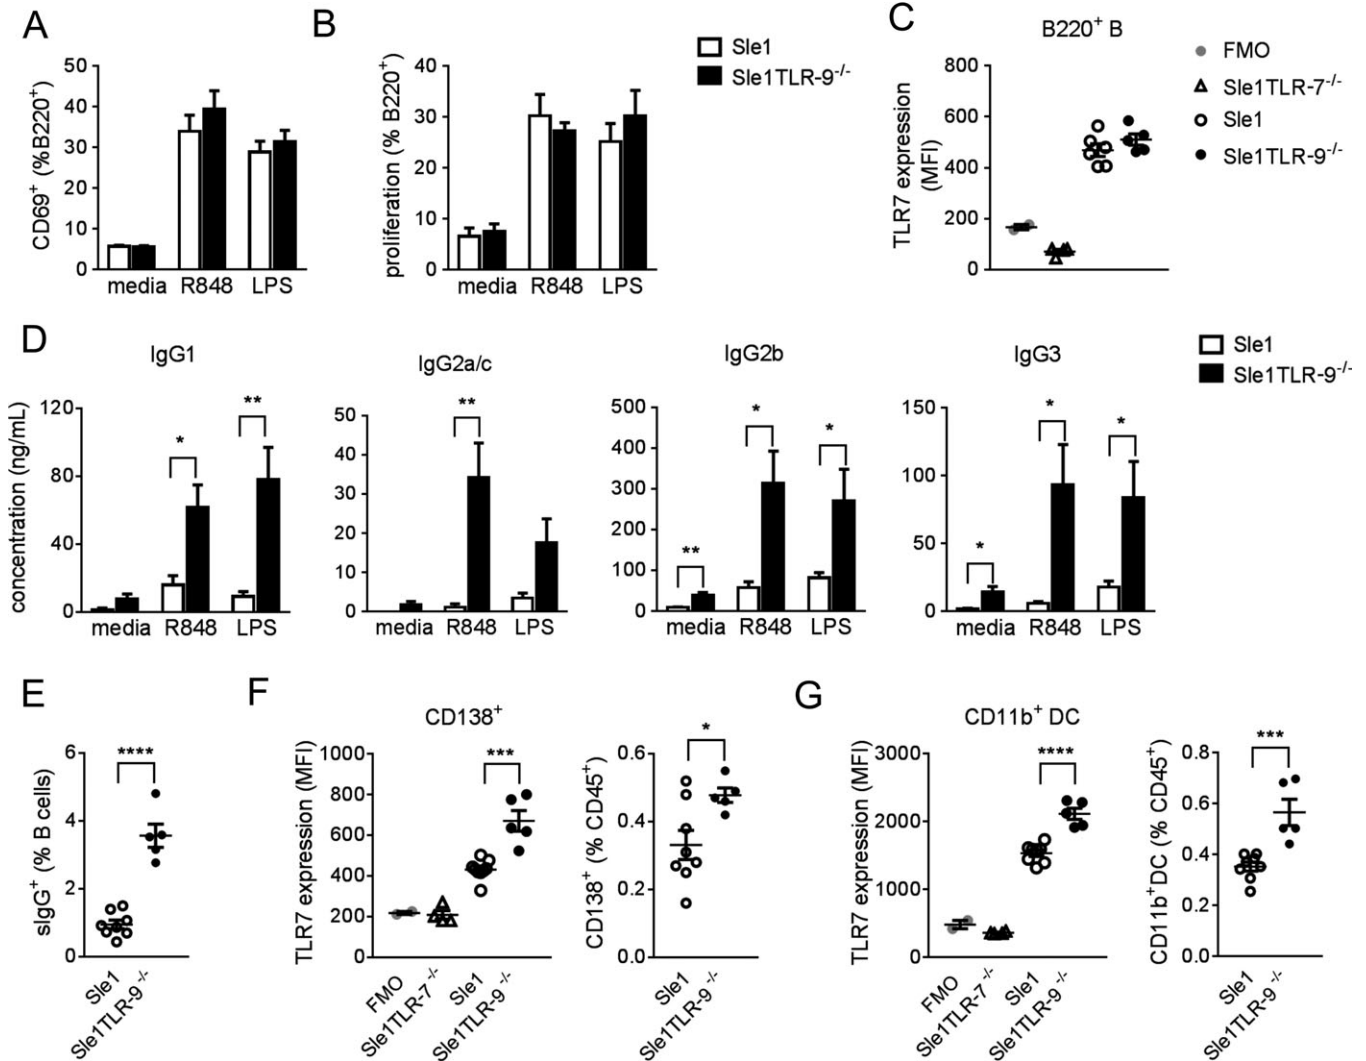 A
CD69⁺ (%B220⁺)
50
40
30
20
10
0
media R848 LPS
B
proliferation (% B220⁺)
40
30
20
10
0
media R848 LPS
Sle1
Sle1TLR-9⁻/⁻
C
B220⁺ B
TLR7 expression
(MFI)
800
600
400
200
0
FMO
Sle1TLR-7⁻/⁻
Sle1
Sle1TLR-9⁻/⁻
D
concentration (ng/mL)
IgG1
120
80
40
0
*
**
media R848 LPS
IgG2a/c
50
40
30
20
10
0
**
media R848 LPS
IgG2b
500
400
300
200
100
0
**
*
*
media R848 LPS
IgG3
150
100
50
0
*
*
*
media R848 LPS
Sle1
Sle1TLR-9⁻/⁻
E
sIgG⁺ (% B cells)
6
4
2
0
****
Sle1
Sle1TLR-9⁻/⁻
F
CD138⁺
TLR7 expression (MFI)
1000
800
600
400
200
0
***
FMO
Sle1TLR-7⁻/⁻
Sle1
Sle1TLR-9⁻/⁻
CD138⁺ (% CD45⁺)
0.6
0.4
0.2
0.0
*
Sle1
Sle1TLR-9⁻/⁻
G
CD11b⁺ DC
TLR7 expression (MFI)
3000
2000
1000
0
****
FMO
Sle1TLR-7⁻/⁻
Sle1
Sle1TLR-9⁻/⁻
CD11b⁺DC (% CD45⁺)
0.8
0.6
0.4
0.2
0.0
***
Sle1
Sle1TLR-9⁻/⁻